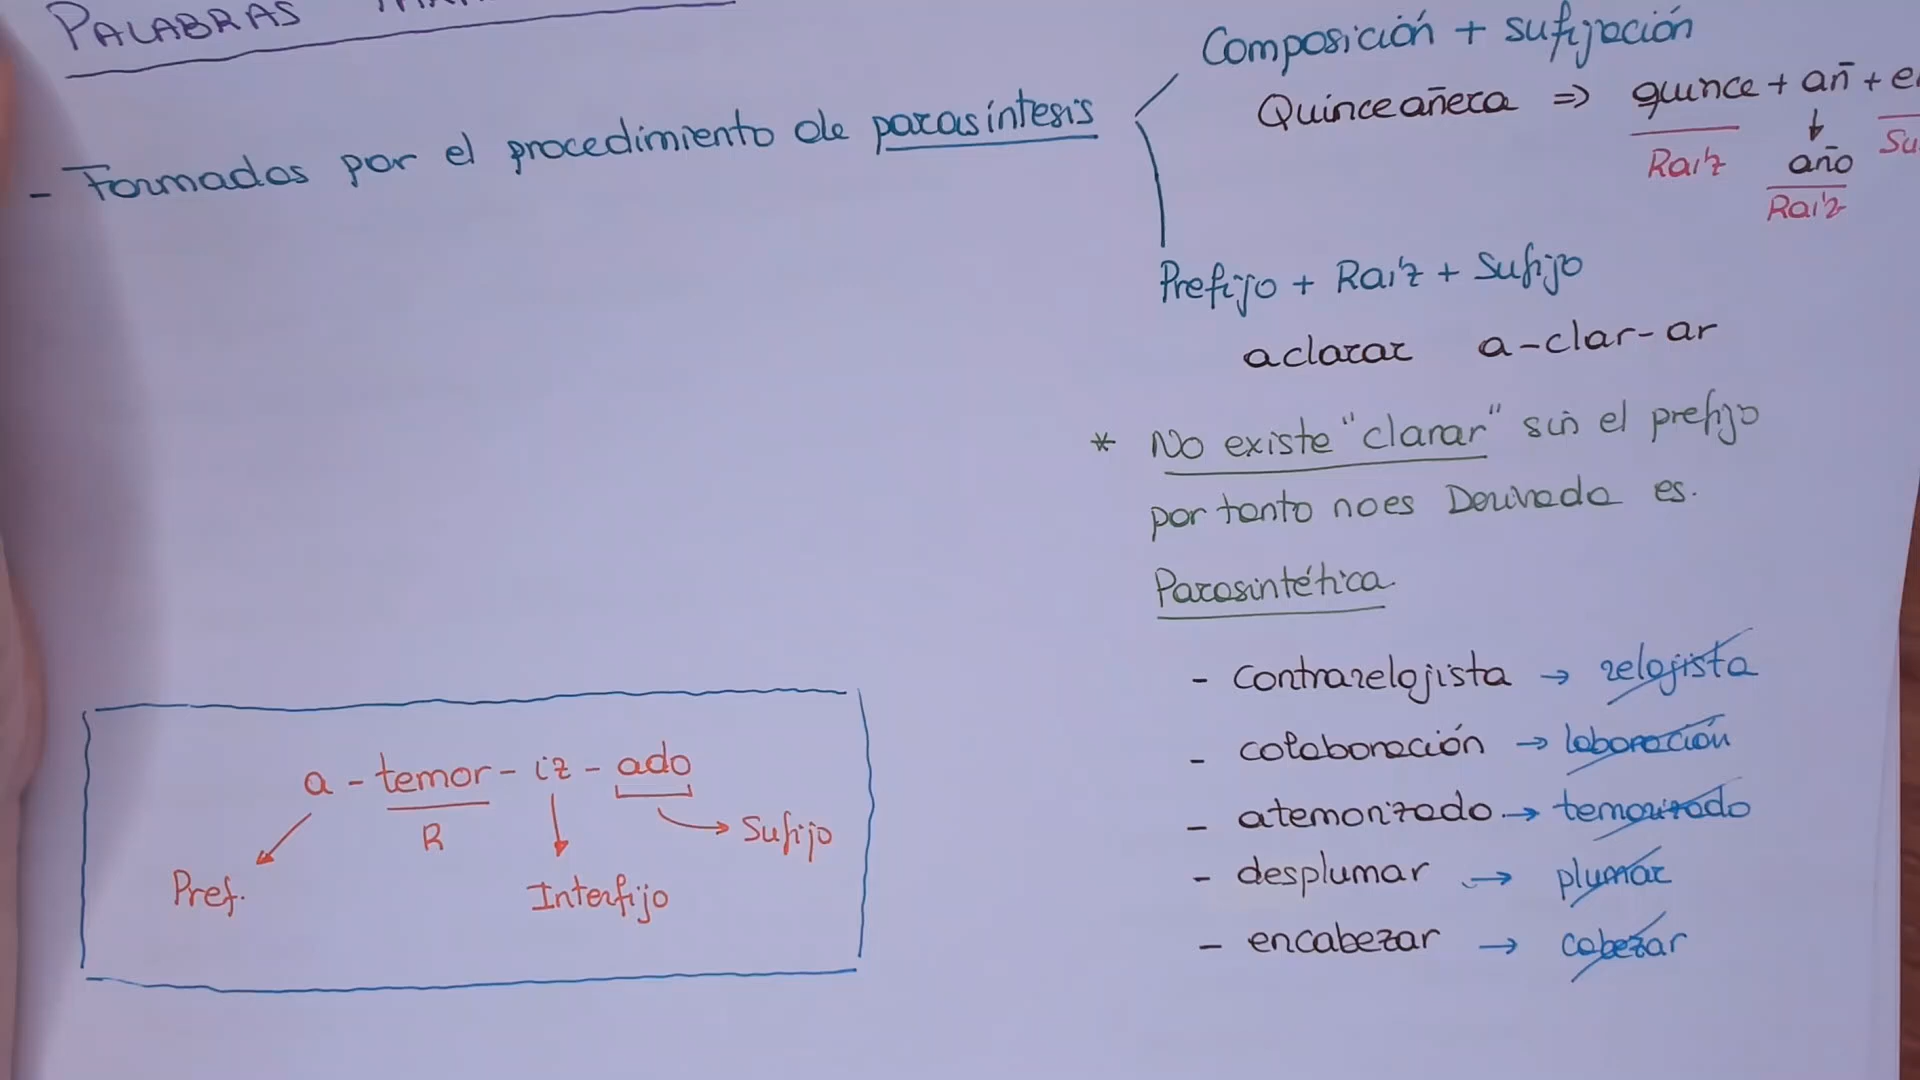 PALABRAS
- Formados por el procedimiento de parasíntesis
Composición + sufijación
Quinceañera => quince + añ + e
Raíz
año
Su
Raíz
Prefijo + Raíz + Sufijo
aclarar a-clar-ar
* No existe "clarar" sin el prefijo
por tanto no es Derivada es.
Parasintética.
- contrarelojista → relojista
- colaboración → laboración
- atemorizado → temorizado
- desplumar → plumar
- encabezar → cabezar
a - temor - iz - ado
R
Sufijo
Pref.
Interfijo